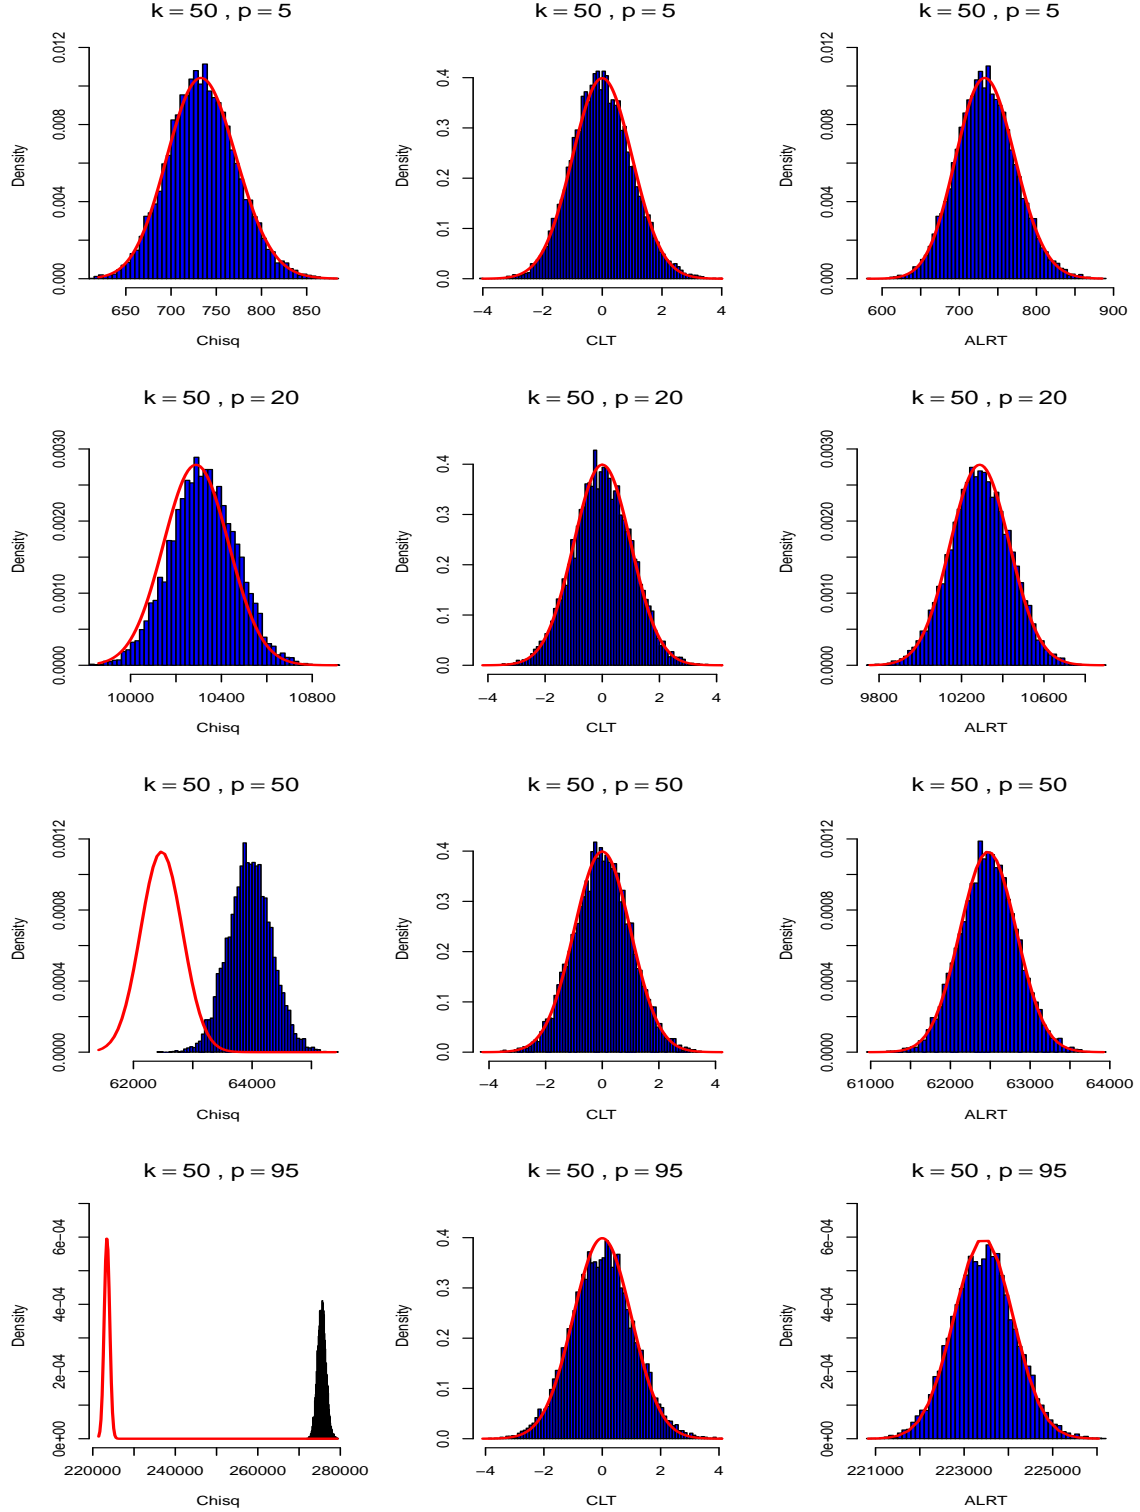 k = 50 , p = 5
k = 50 , p = 5
k = 50 , p = 5
Density
0.000 0.004 0.008 0.012
650 700 750 800 850
Chisq
Density
0.0 0.1 0.2 0.3 0.4
−4 −2 0 2 4
CLT
Density
0.000 0.004 0.008 0.012
600 700 800 900
ALRT
k = 50 , p = 20
k = 50 , p = 20
k = 50 , p = 20
Density
0.0000 0.0010 0.0020 0.0030
10000 10400 10800
Chisq
Density
0.0 0.1 0.2 0.3 0.4
−4 −2 0 2 4
CLT
Density
0.0000 0.0010 0.0020 0.0030
9800 10200 10600
ALRT
k = 50 , p = 50
k = 50 , p = 50
k = 50 , p = 50
Density
0.0000 0.0004 0.0008 0.0012
62000 64000
Chisq
Density
0.0 0.1 0.2 0.3 0.4
−4 −2 0 2 4
CLT
Density
0.0000 0.0004 0.0008 0.0012
61000 62000 63000 64000
ALRT
k = 50 , p = 95
k = 50 , p = 95
k = 50 , p = 95
Density
0e+00 2e−04 4e−04 6e−04
220000 240000 260000 280000
Chisq
Density
0.0 0.1 0.2 0.3 0.4
−4 −2 0 2 4
CLT
Density
0e+00 2e−04 4e−04 6e−04
221000 223000 225000
ALRT